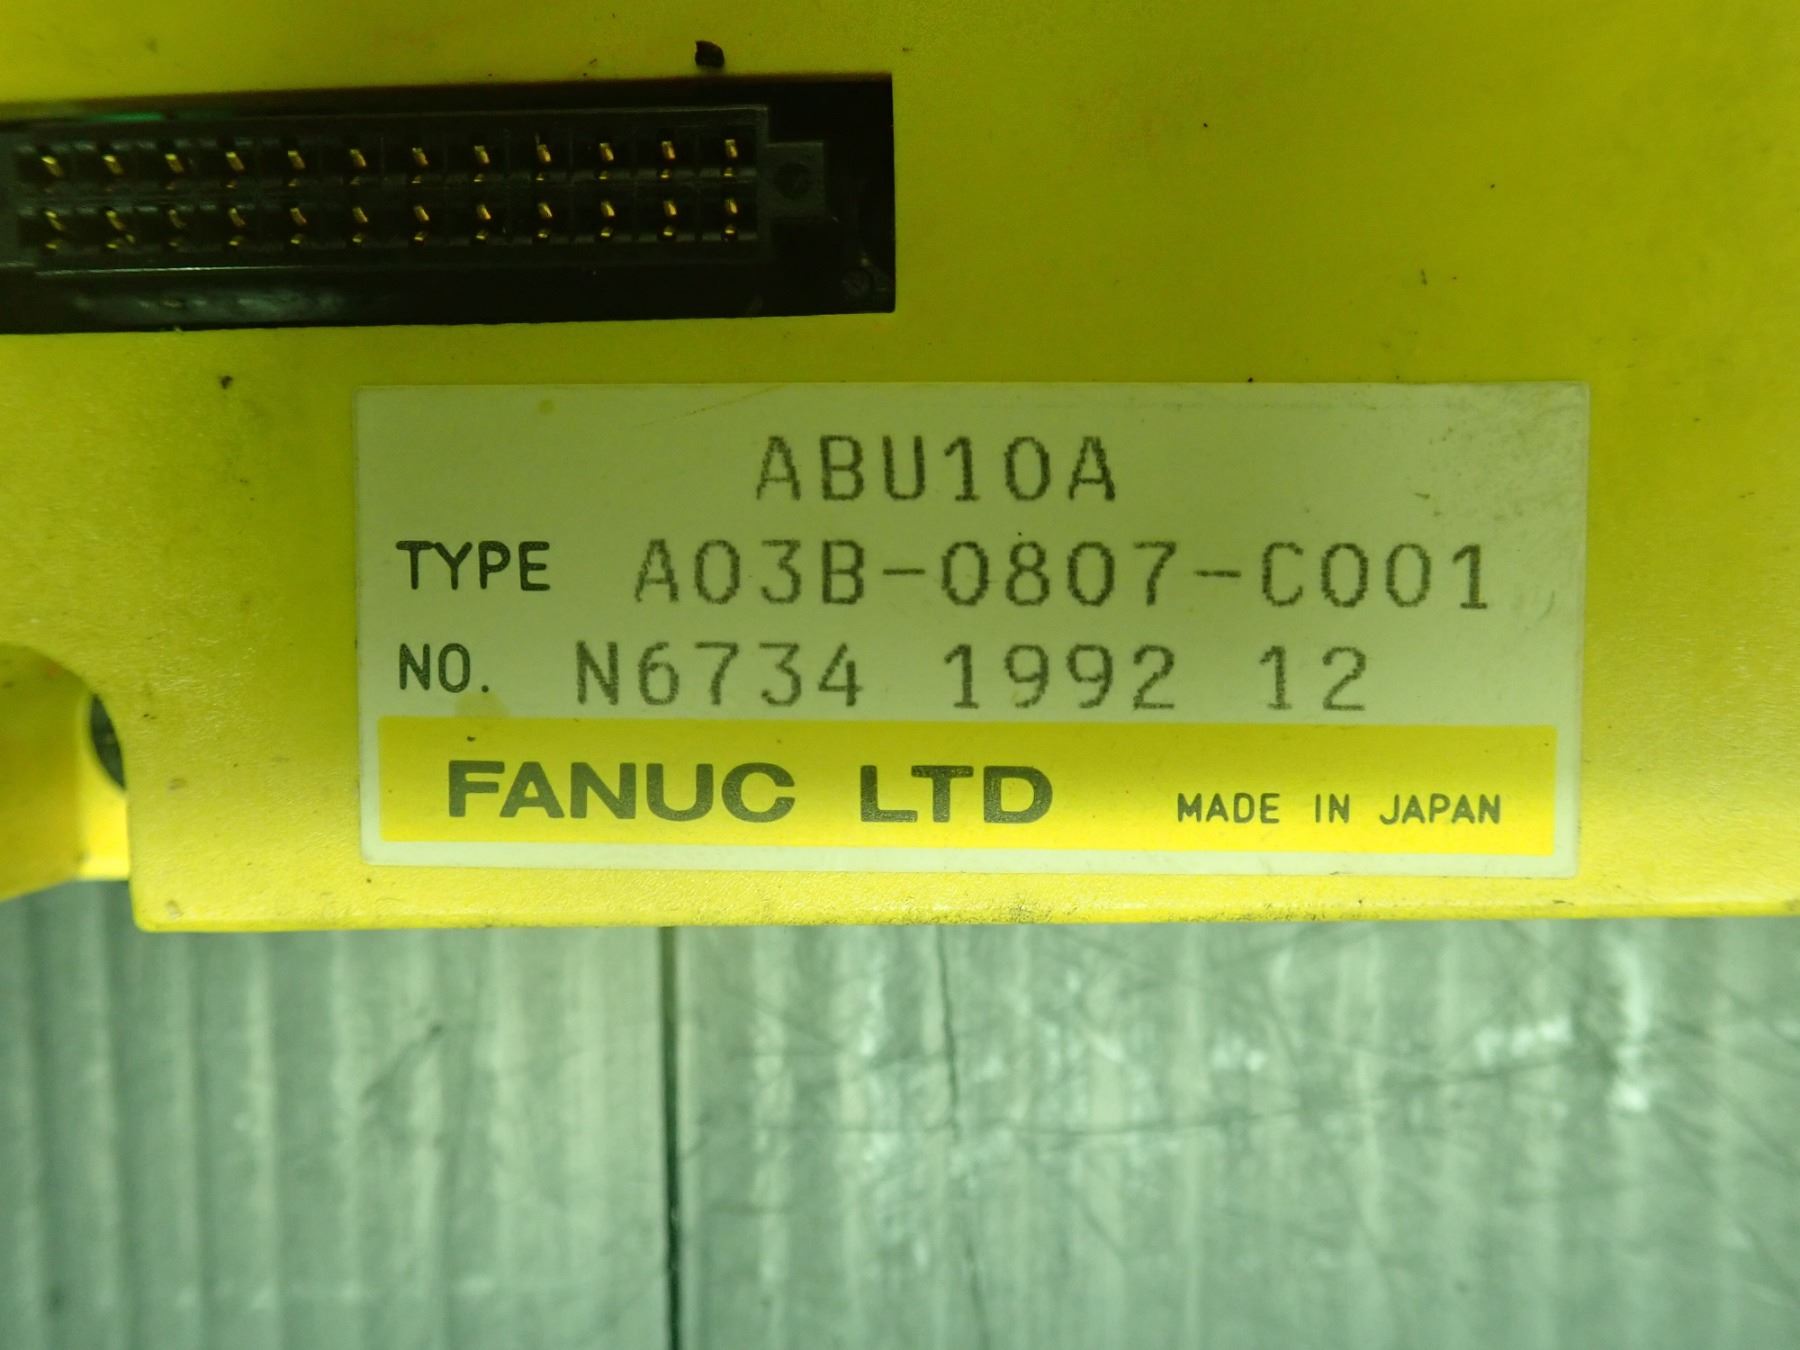 ABU10A
TYPE A03B-0807-C001
NO. N6734 1992 12
FANUC LTD MADE IN JAPAN